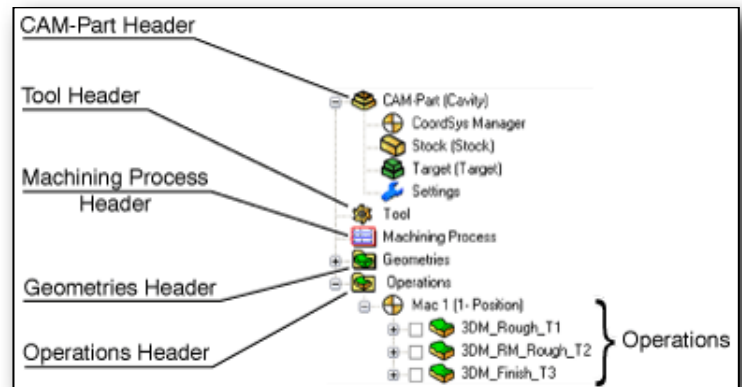 CAM-Part Header
Tool Header
Machining Process
Header
Geometries Header
Operations Header
CAM-Part (Cavity)
CoordSys Manager
Stock (Stock)
Target (Target)
Settings
Tool
Machining Process
Geometries
Operations
Mac 1 (1- Position)
3DM_Rough_T1
3DM_RM_Rough_T2
3DM_Finish_T3
Operations